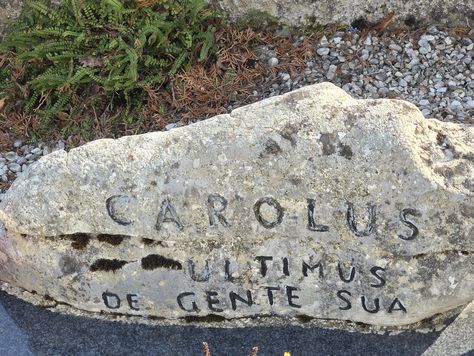 CAROLUS
ULTIMUS
DE GENTE SUA